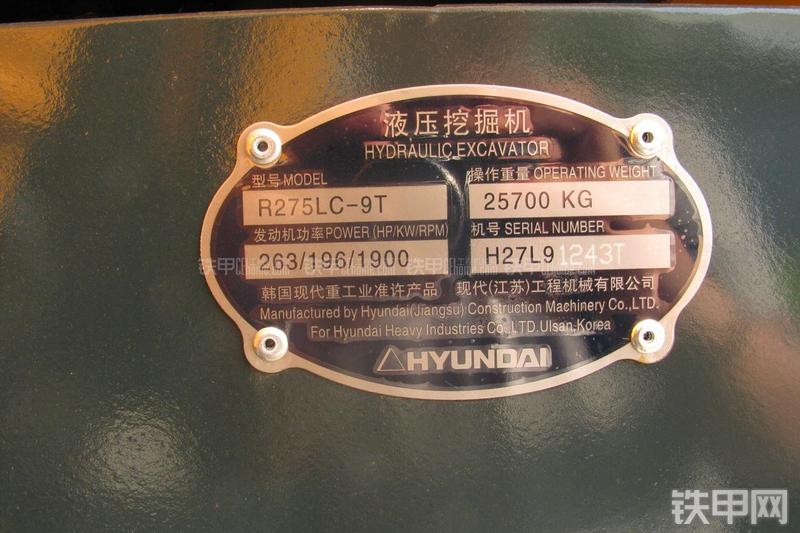 液压挖掘机
HYDRAULIC EXCAVATOR
型号 MODEL
R275LC-9T
操作重量 OPERATING WEIGHT
25700 KG
发动机功率 POWER (HP/KW/RPM)
263/196/1900
机号 SERIAL NUMBER
H27L9 1243T
韩国现代重工业准许产品 现代(江苏)工程机械有限公司
Manufactured by Hyundai(Jiangsu) Construction Machinery Co.,LTD.
For Hyundai Heavy Industries Co.,LTD.Ulsan,Korea
HYUNDAI
铁甲网